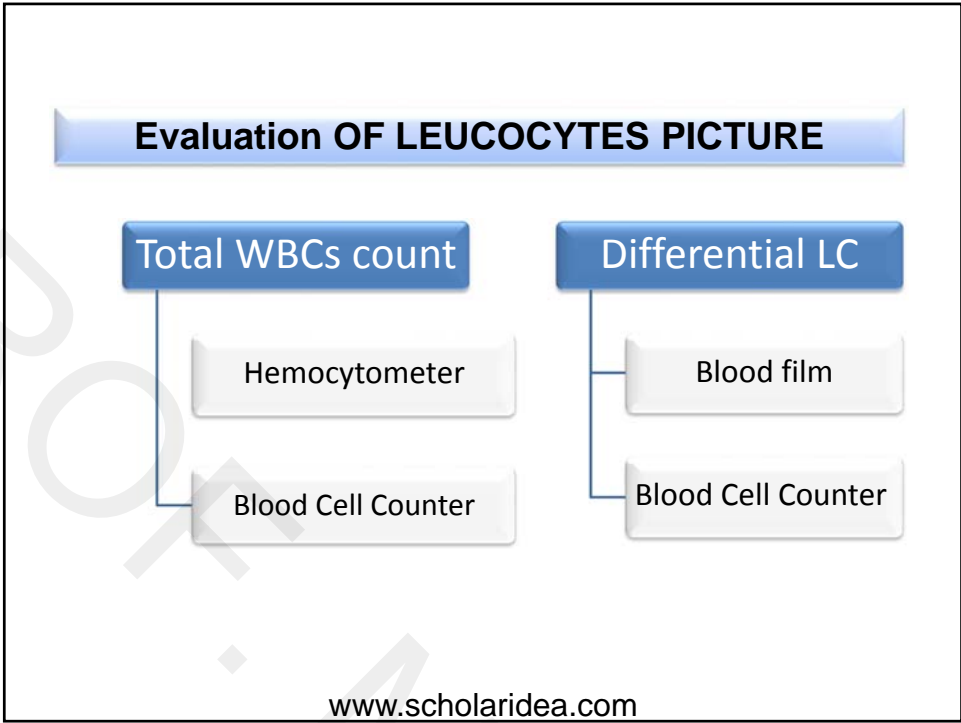 Evaluation OF LEUCOCYTES PICTURE
Total WBCs count
Hemocytometer
Blood Cell Counter
Differential LC
Blood film
Blood Cell Counter
www.scholaridea.com